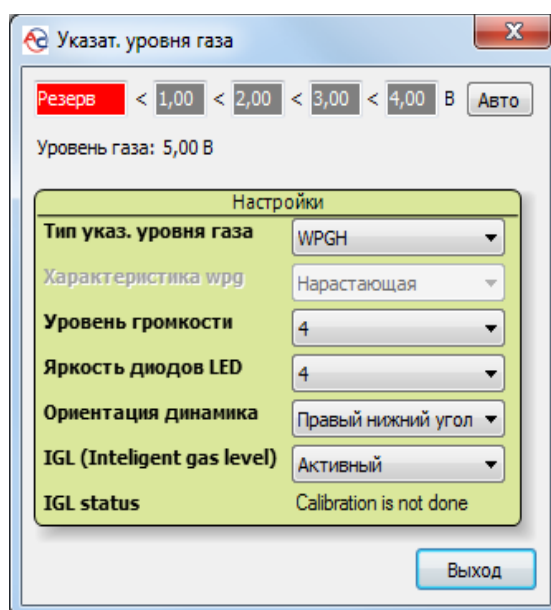 Указат. уровня газа
Резерв < 1,00 < 2,00 < 3,00 < 4,00 В Авто
Уровень газа: 5,00 В
Настройки
Тип указ. уровня газа WPGH
Характеристика wpg Нарастающая
Уровень громкости 4
Яркость диодов LED 4
Ориентация динамика Правый нижний угол
IGL (Inteligent gas level) Активный
IGL status Calibration is not done
Выход